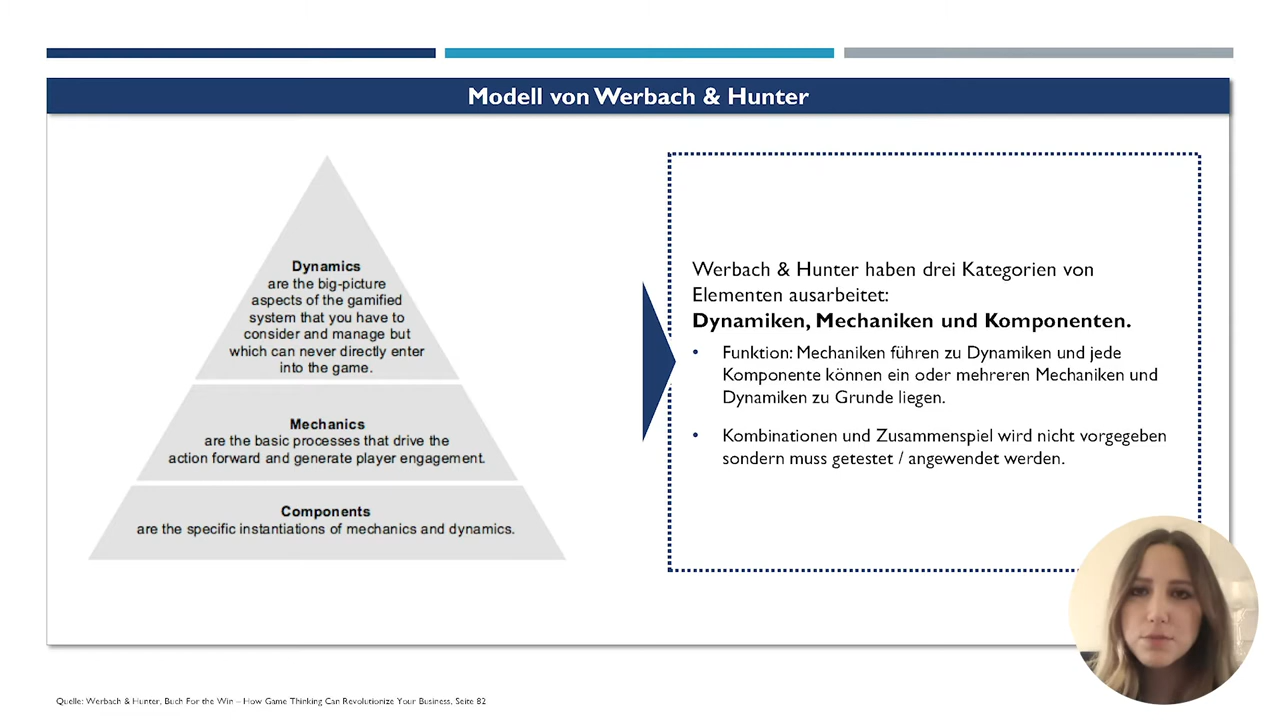 Modell von Werbach & Hunter
Dynamics
are the big-picture
aspects of the gamified
system that you have to
consider and manage but
which can never directly enter
into the game.
Mechanics
are the basic processes that drive the
action forward and generate player engagement.
Components
are the specific instantiations of mechanics and dynamics.
Werbach & Hunter haben drei Kategorien von
Elementen ausarbeitet:
Dynamiken, Mechaniken und Komponenten.
• Funktion: Mechaniken führen zu Dynamiken und jede
Komponente können ein oder mehreren Mechaniken und
Dynamiken zu Grunde liegen.
• Kombinationen und Zusammenspiel wird nicht vorgegeben
sondern muss getestet / angewendet werden.
Quelle: Werbach & Hunter, Buch For the Win – How Game Thinking Can Revolutionize Your Business, Seite 82